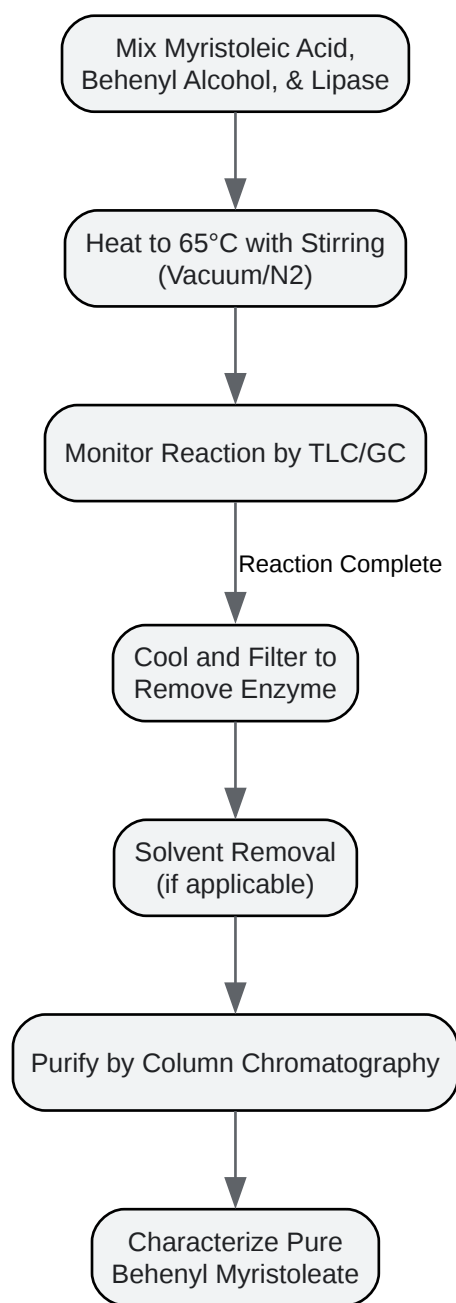 Mix Myristoleic Acid,
Behenyl Alcohol, & Lipase
Heat to 65°C with Stirring
(Vacuum/N2)
Monitor Reaction by TLC/GC
Reaction Complete
Cool and Filter to
Remove Enzyme
Solvent Removal
(if applicable)
Purify by Column Chromatography
Characterize Pure
Behenyl Myristoleate